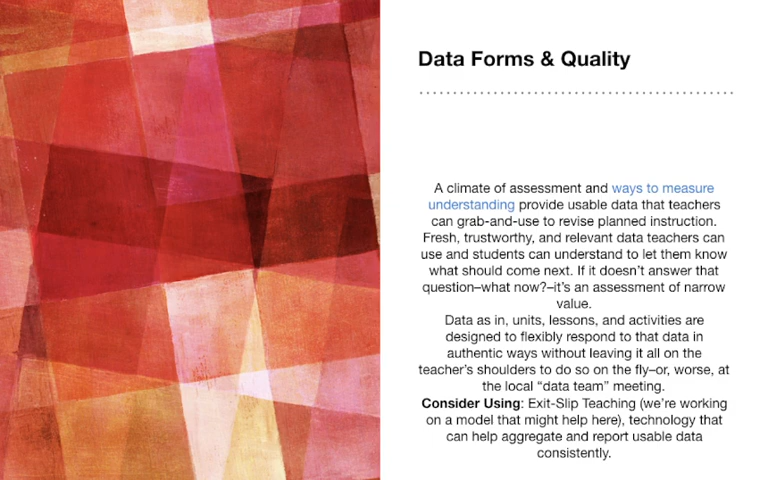 Data Forms & Quality
A climate of assessment and ways to measure
understanding provide usable data that teachers
can grab-and-use to revise planned instruction.
Fresh, trustworthy, and relevant data teachers can
use and students can understand to let them know
what should come next. If it doesn’t answer that
question–what now?–it’s an assessment of narrow
value.
Data as in, units, lessons, and activities are
designed to flexibly respond to that data in
authentic ways without leaving it all on the
teacher’s shoulders to do so on the fly–or, worse, at
the local “data team” meeting.
Consider Using: Exit-Slip Teaching (we’re working
on a model that might help here), technology that
can help aggregate and report usable data
consistently.